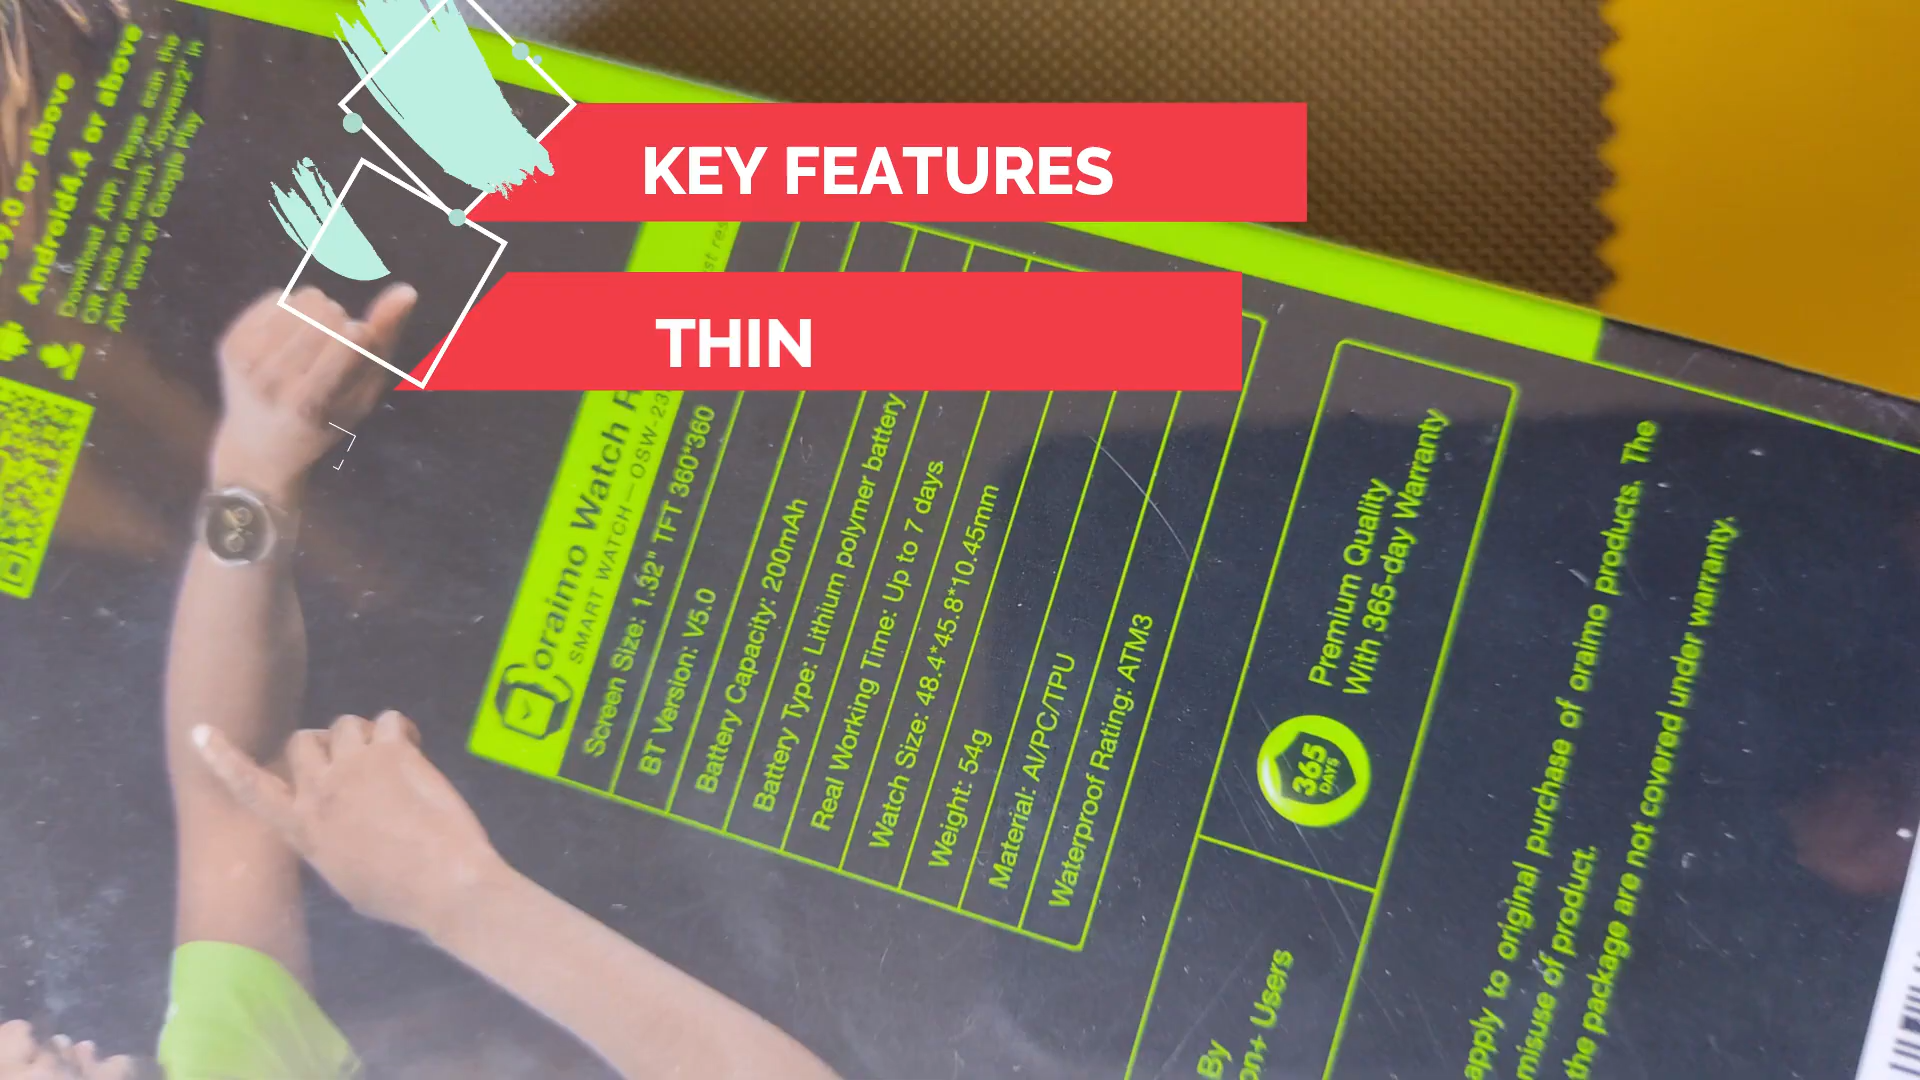 KEY FEATURES
THIN
or above
Android4.4 or above
Download APP: Please scan the
QR code or search "Joywear2" in
APP store or Google Play
oraimo Watch
SMART WATCH—OSW-23
Screen Size: 1.32" TFT 360*360
BT Version: V5.0
Battery Capacity: 200mAh
Battery Type: Lithium polymer battery
Real Working Time: Up to 7 days
Watch Size: 48.4*45.8*10.45mm
Weight: 54g
Material: Al/PC/TPU
Waterproof Rating: ATM3
365
DAYS
Premium Quality
With 365-day Warranty
By
on+ Users
apply to original purchase of oraimo products. The
misuse of product.
the package are not covered under warranty.